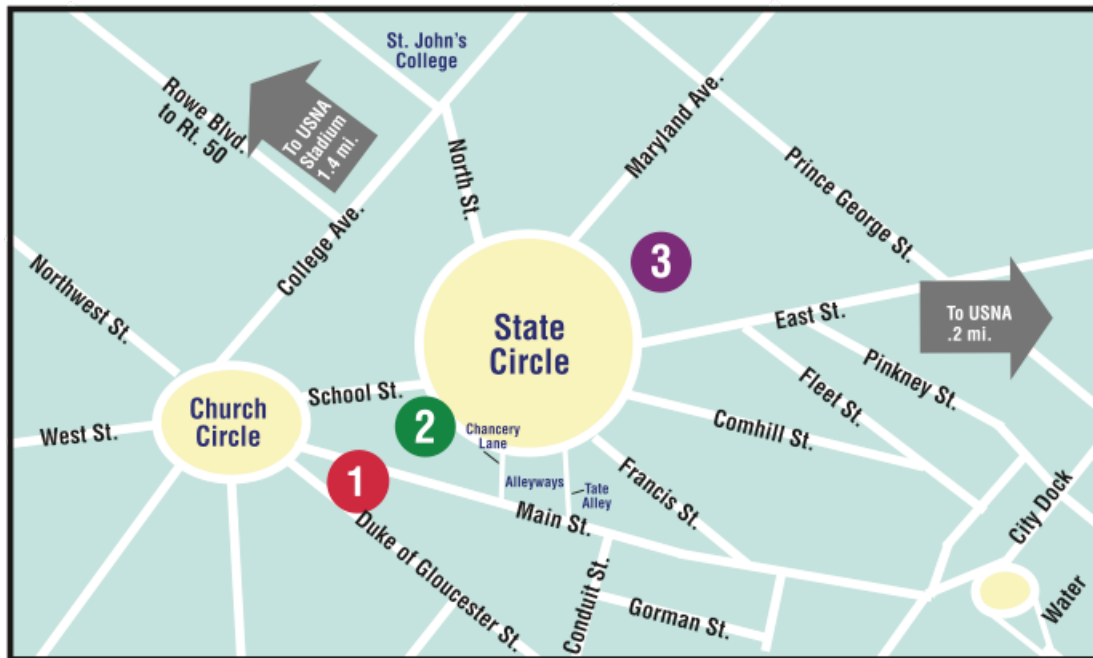 St. John's
College
Rowe Blvd.
to Rt. 50
To USNA
Stadium
1.4 mi.
Maryland Ave.
North St.
Prince George St.
College Ave.
Northwest St.
3
State
Circle
East St.
To USNA
.2 mi.
Pinkney St.
Fleet St.
School St.
Church
Circle
West St.
2
Chancery
Lane
Comhill St.
1
Alleyways
Tate
Alley
Francis St.
Main St.
City Dock
Duke of Gloucester St.
Conduit St.
Gorman St.
Water